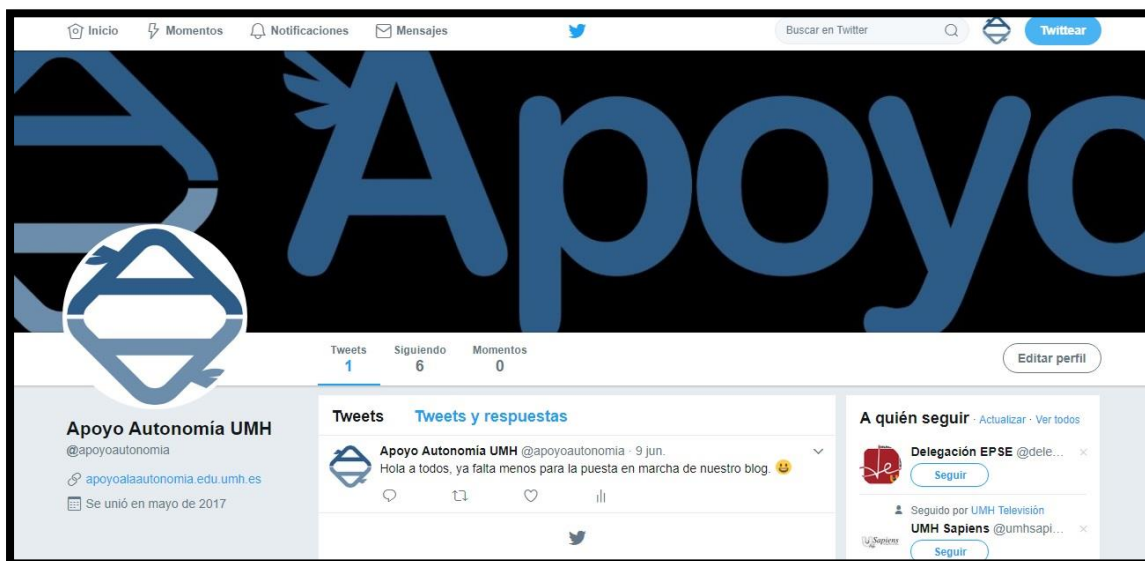 Inicio Momentos Notificaciones Mensajes Buscar en Twitter Twittear
Apoyo
Tweets Siguiendo Momentos
1 6 0
Editar perfil
Apoyo Autonomía UMH
@apoyoautonomia
apoyoalaautonomia.edu.umh.es
Se unió en mayo de 2017
Tweets Tweets y respuestas
Apoyo Autonomía UMH @apoyoautonomia · 9 jun.
Hola a todos, ya falta menos para la puesta en marcha de nuestro blog. 😀
A quién seguir · Actualizar · Ver todos
Delegación EPSE @dele...
Seguir
Seguido por UMH Televisión
UMH Sapiens @umhsapi...
Seguir